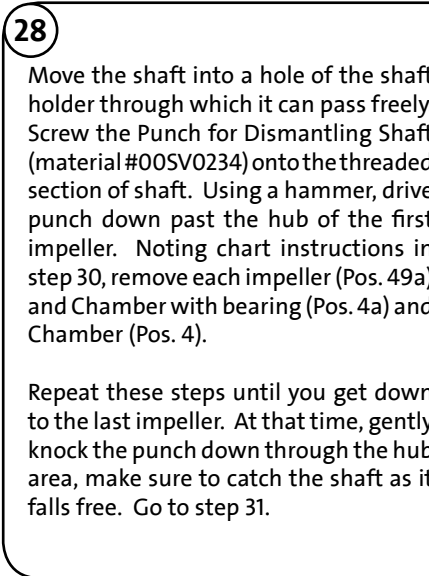 28
Move the shaft into a hole of the shaft
holder through which it can pass freely
Screw the Punch for Dismantling Shaft
(material #00SV0234) onto the threaded
section of shaft. Using a hammer, drive
punch down past the hub of the first
impeller. Noting chart instructions in
step 30, remove each impeller (Pos. 49a)
and Chamber with bearing (Pos. 4a) and
Chamber (Pos. 4).
Repeat these steps until you get down
to the last impeller. At that time, gently
knock the punch down through the hub
area, make sure to catch the shaft as it
falls free. Go to step 31.